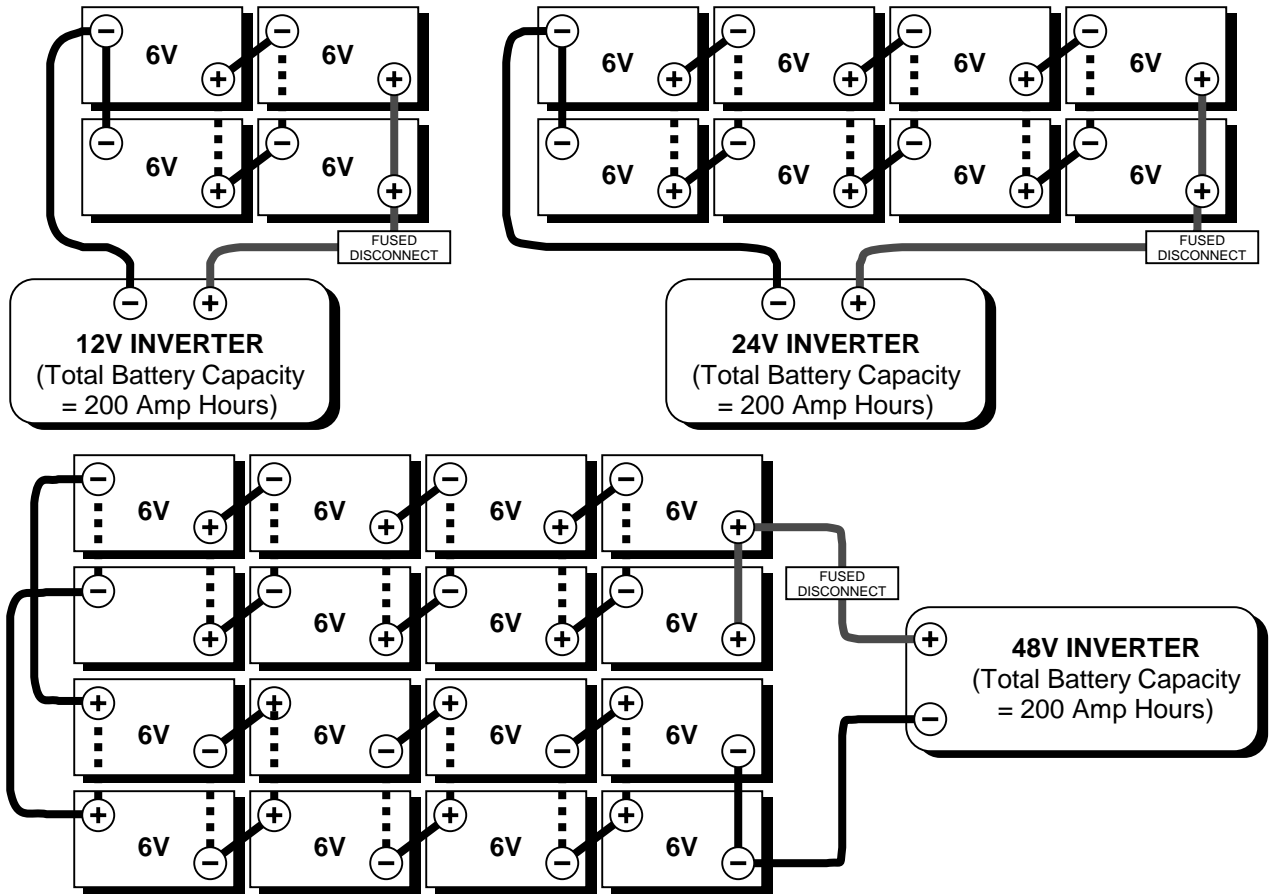 − 6V + − 6V +
− 6V + − 6V +
FUSED
DISCONNECT
− +
12V INVERTER
(Total Battery Capacity
= 200 Amp Hours)
− 6V + − 6V + − 6V + − 6V +
− 6V + − 6V + − 6V + − 6V +
FUSED
DISCONNECT
− +
24V INVERTER
(Total Battery Capacity
= 200 Amp Hours)
− 6V + − 6V + − 6V + − 6V +
− − 6V + − 6V + − 6V +
+
+ 6V − + 6V − + 6V − + 6V −
+ 6V − + 6V − + 6V − + 6V −
FUSED
DISCONNECT
+
−
48V INVERTER
(Total Battery Capacity
= 200 Amp Hours)